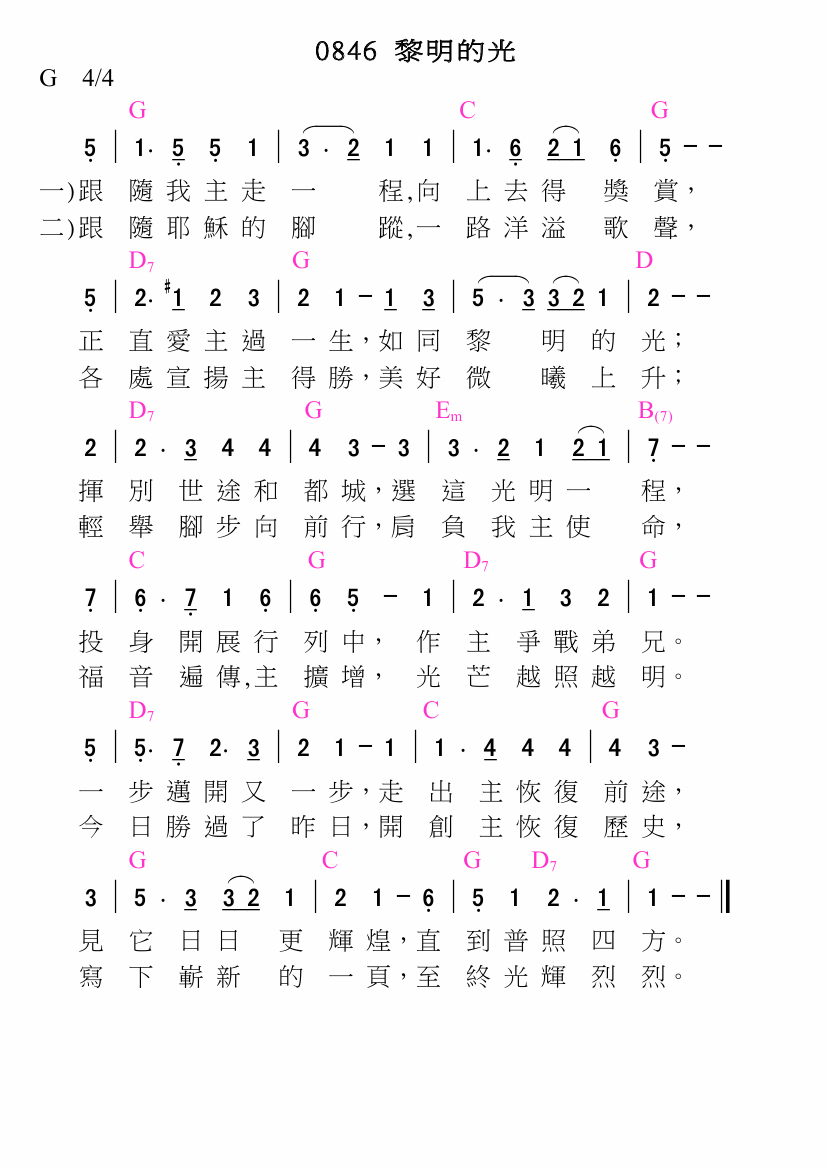 0846 黎明的光
G 4/4
G C G
5 | 1. 5 5 1 | 3 . 2 1 1 | 1. 6 2 1 6 | 5 - -
一)跟 隨 我 主 走 一 程,向 上 去 得 獎 賞,
二)跟 隨 耶 穌 的 腳 蹤,一 路 洋 溢 歌 聲,
D7 G D
5 | 2. #1 2 3 | 2 1 - 1 3 | 5 . 3 3 2 1 | 2 - -
正 直 愛 主 過 一 生,如 同 黎 明 的 光;
各 處 宣 揚 主 得 勝,美 好 微 曦 上 升;
D7 G Em B(7)
2 | 2 . 3 4 4 | 4 3 - 3 | 3 . 2 1 2 1 | 7 - -
揮 別 世 途 和 都 城,選 這 光 明 一 程,
輕 舉 腳 步 向 前 行,肩 負 我 主 使 命,
C G D7 G
7 | 6 . 7 1 6 | 6 5 - 1 | 2 . 1 3 2 | 1 - -
投 身 開 展 行 列 中, 作 主 爭 戰 弟 兄。
福 音 遍 傳,主 擴 增, 光 芒 越 照 越 明。
D7 G C G
5 | 5. 7 2. 3 | 2 1 - 1 | 1 . 4 4 4 | 4 3 -
一 步 邁 開 又 一 步,走 出 主 恢 復 前 途,
今 日 勝 過 了 昨 日,開 創 主 恢 復 歷 史,
G C G D7 G
3 | 5 . 3 3 2 1 | 2 1 - 6 | 5 1 2 . 1 | 1 - - ‖
見 它 日 日 更 輝 煌,直 到 普 照 四 方。
寫 下 嶄 新 的 一 頁,至 終 光 輝 烈 烈。